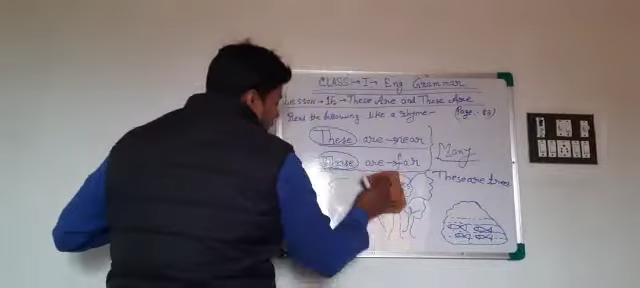 CLASS:→I→ Eng Grammar
Lesson→15→These Are and These Are
Read the following like a rhyme- (Page - 83)
These are near
Those are far
Many
These are trees